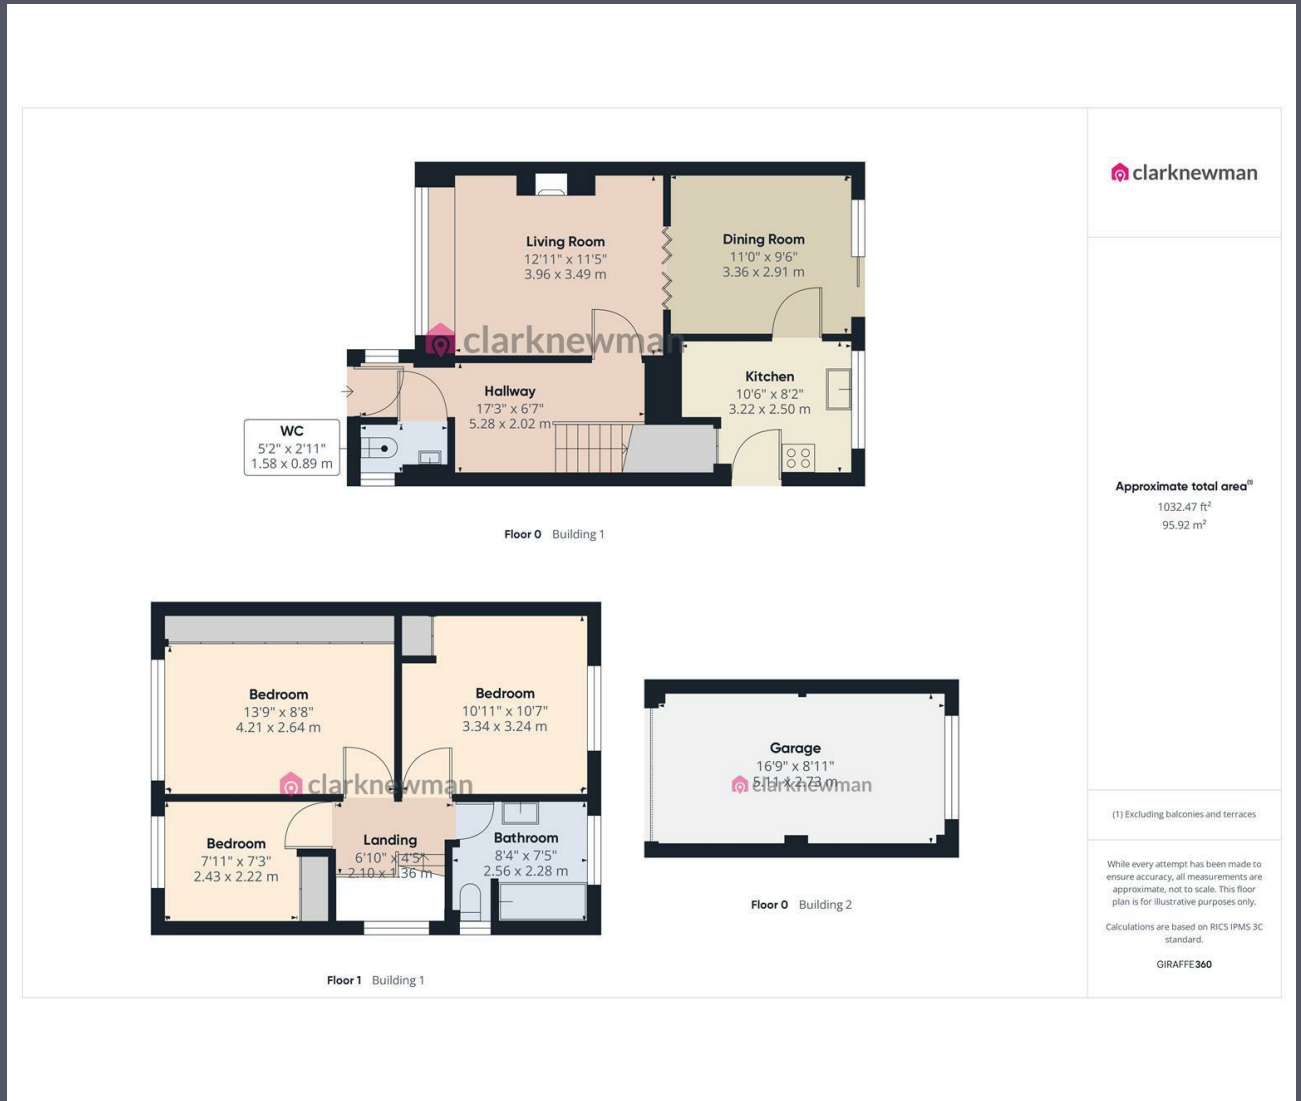 clarknewman
Living Room
12'11" x 11'5"
3.96 x 3.49 m
Dining Room
11'0" x 9'6"
3.36 x 2.91 m
clarknewman
Kitchen
10'6" x 8'2"
3.22 x 2.50 m
Hallway
17'3" x 6'7"
5.28 x 2.02 m
WC
5'2" x 2'11"
1.58 x 0.89 m
Floor 0 Building 1
Approximate total area(1)
1032.47 ft²
95.92 m²
Bedroom
13'9" x 8'8"
4.21 x 2.64 m
Bedroom
10'11" x 10'7"
3.34 x 3.24 m
clarknewman
Bedroom
7'11" x 7'3"
2.43 x 2.22 m
Landing
6'10" x 4'5"
2.10 x 1.36 m
Bathroom
8'4" x 7'5"
2.56 x 2.28 m
Floor 1 Building 1
Garage
16'9" x 8'11"
5.11 x 2.73 m
clarknewman
Floor 0 Building 2
(1) Excluding balconies and terraces
While every attempt has been made to
ensure accuracy, all measurements are
approximate, not to scale. This floor
plan is for illustrative purposes only.
Calculations are based on RICS IPMS 3C
standard.
GIRAFFE360